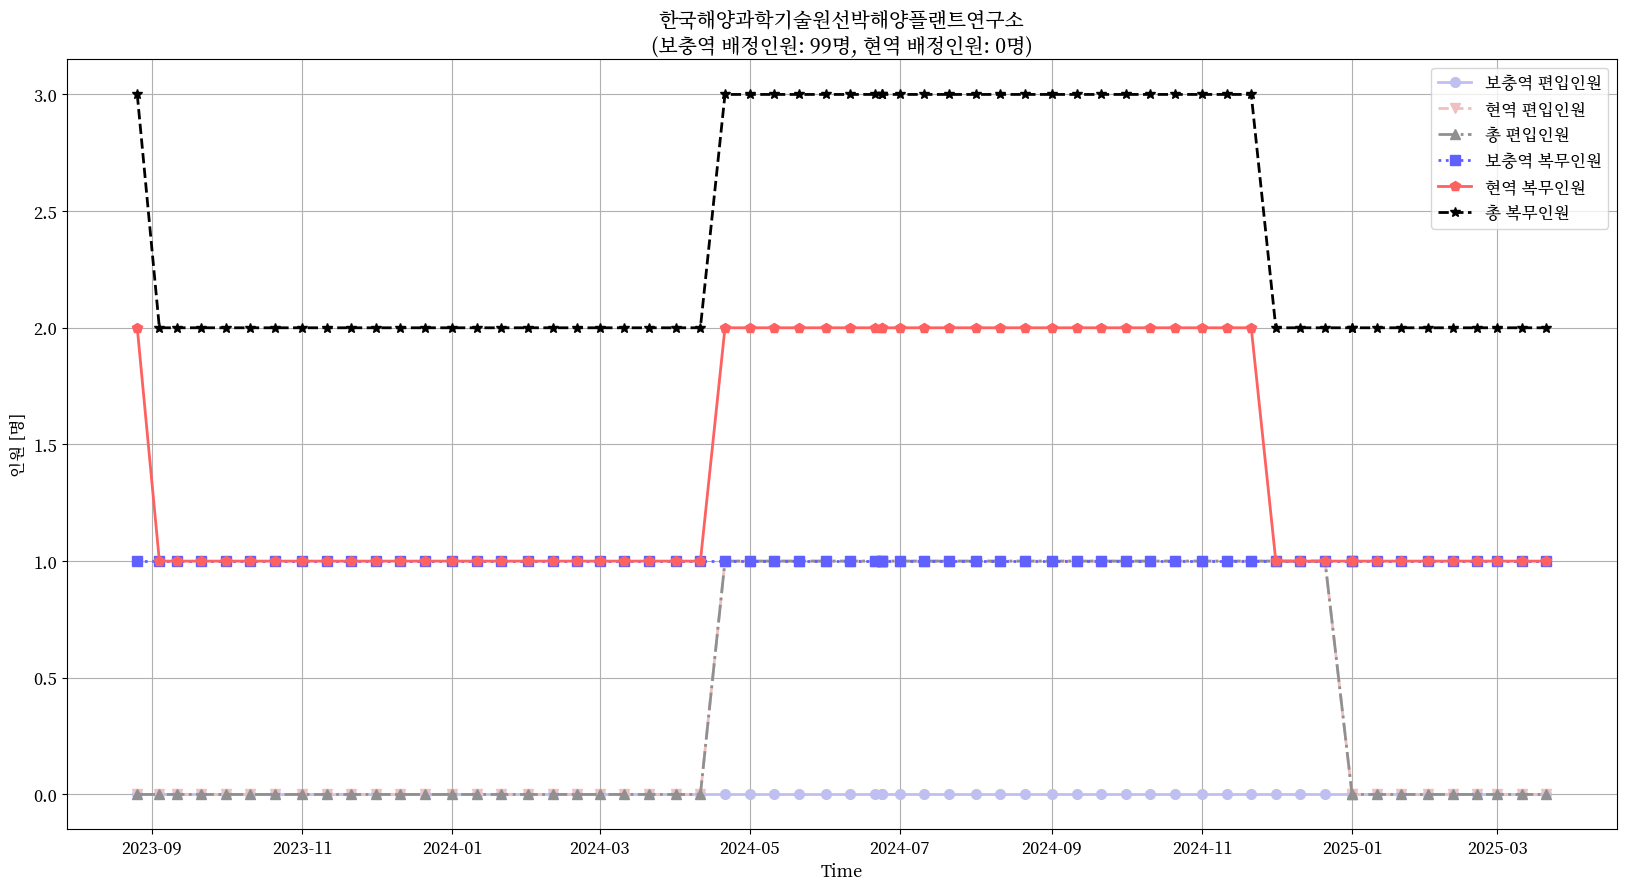 한국해양과학기술원선박해양플랜트연구소
(보충역 배정인원: 99명, 현역 배정인원: 0명)
보충역 편입인원
현역 편입인원
총 편입인원
보충역 복무인원
현역 복무인원
총 복무인원
인원 [명]
3.0
2.5
2.0
1.5
1.0
0.5
0.0
2023-09
2023-11
2024-01
2024-03
2024-05
2024-07
2024-09
2024-11
2025-01
2025-03
Time